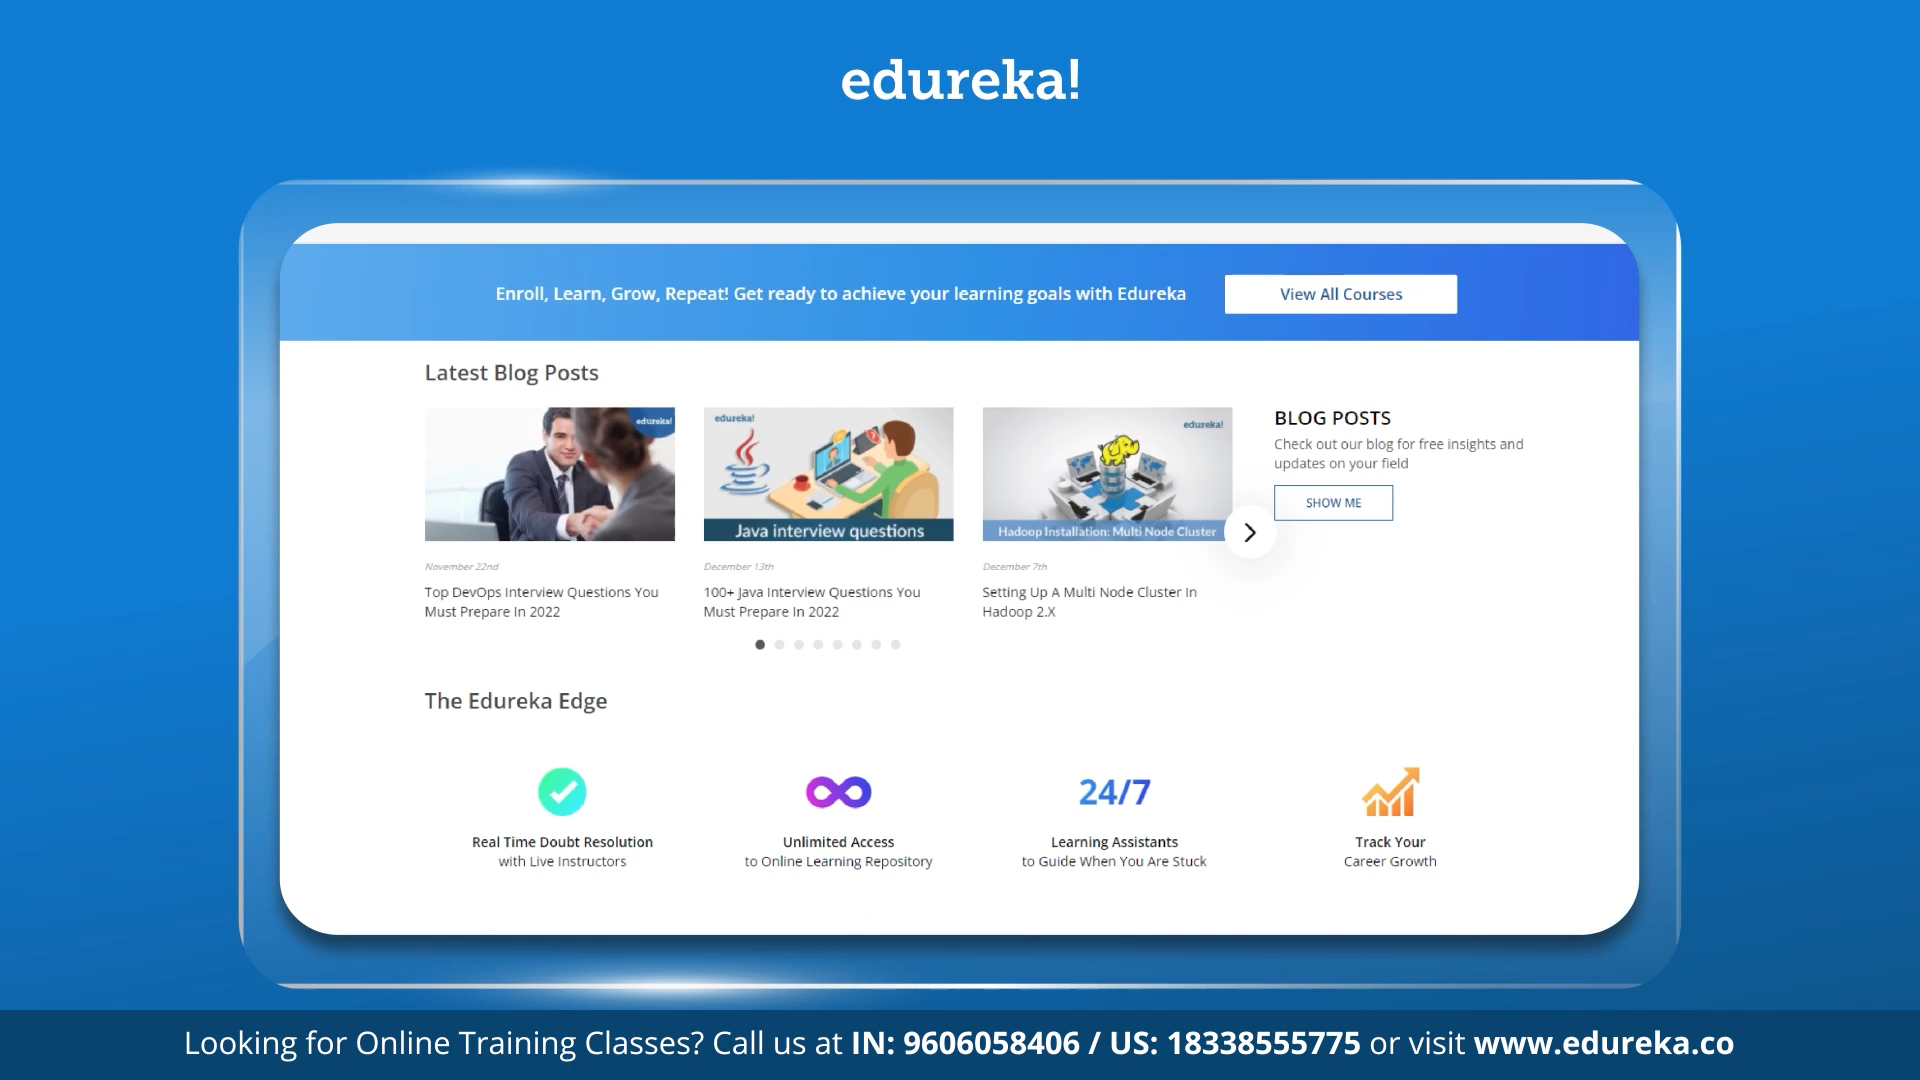 edureka!
Enroll, Learn, Grow, Repeat! Get ready to achieve your learning goals with Edureka
View All Courses
Latest Blog Posts
edureka!
edureka!
Java interview questions
edureka!
Hadoop Installation: Multi Node Cluster
BLOG POSTS
Check out our blog for free insights and
updates on your field
SHOW ME
November 22nd
Top DevOps Interview Questions You
Must Prepare In 2022
December 13th
100+ Java Interview Questions You
Must Prepare In 2022
December 7th
Setting Up A Multi Node Cluster In
Hadoop 2.X
The Edureka Edge
Real Time Doubt Resolution
with Live Instructors
Unlimited Access
to Online Learning Repository
24/7
Learning Assistants
to Guide When You Are Stuck
Track Your
Career Growth
Looking for Online Training Classes? Call us at IN: 9606058406 / US: 18338555775 or visit www.edureka.co